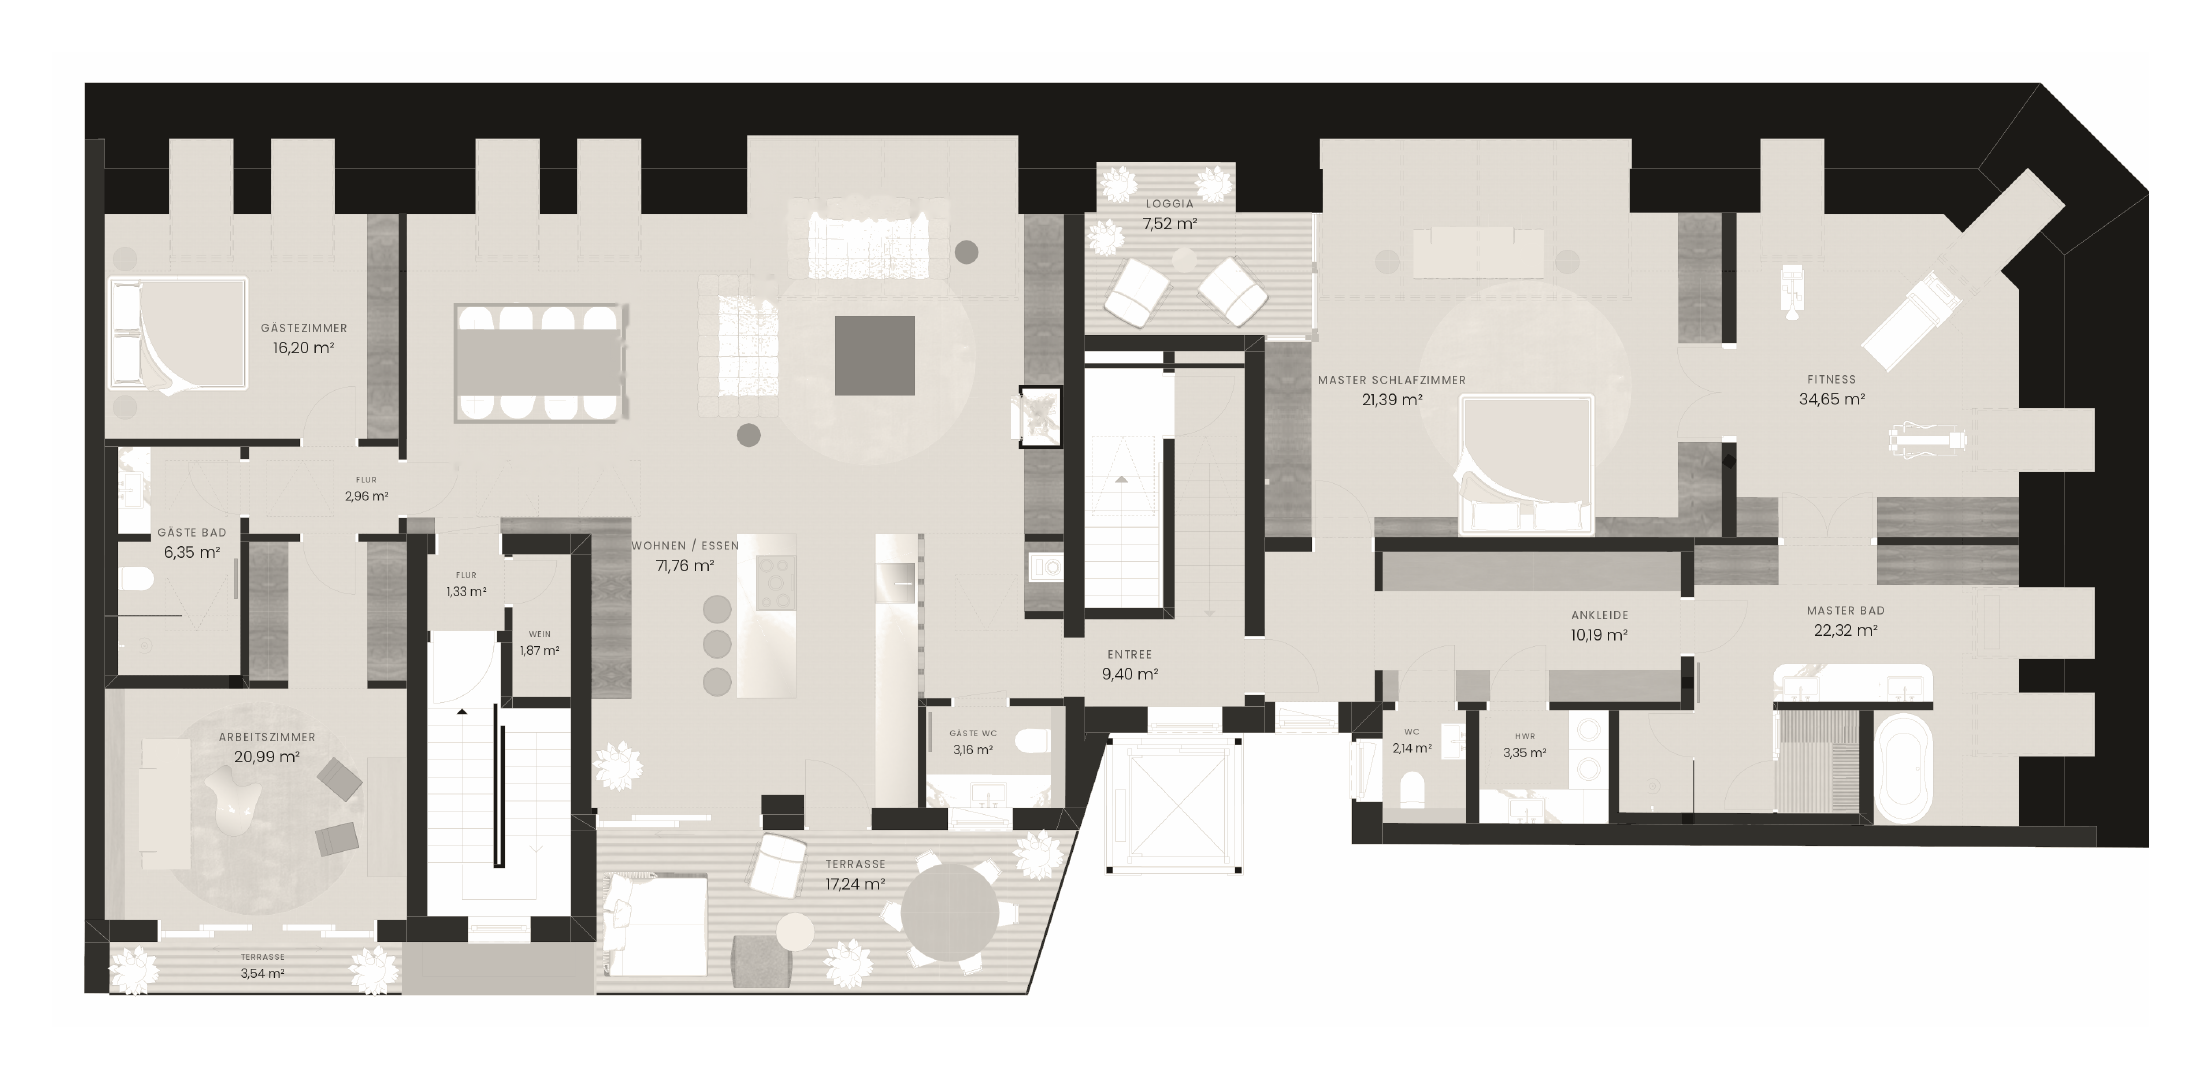 LOGGIA
7,52 m²
GÄSTEZIMMER
16,20 m²
MASTER SCHLAFZIMMER
21,39 m²
FITNESS
34,65 m²
FLUR
2,96 m²
GÄSTE BAD
6,35 m²
WOHNEN / ESSEN
71,76 m²
FLUR
1,33 m²
WEIN
1,87 m²
ENTREE
9,40 m²
ANKLEIDE
10,19 m²
MASTER BAD
22,32 m²
ARBEITSZIMMER
20,99 m²
GÄSTE WC
3,16 m²
WC
2,14 m²
HWR
3,35 m²
TERRASSE
17,24 m²
TERRASSE
3,54 m²